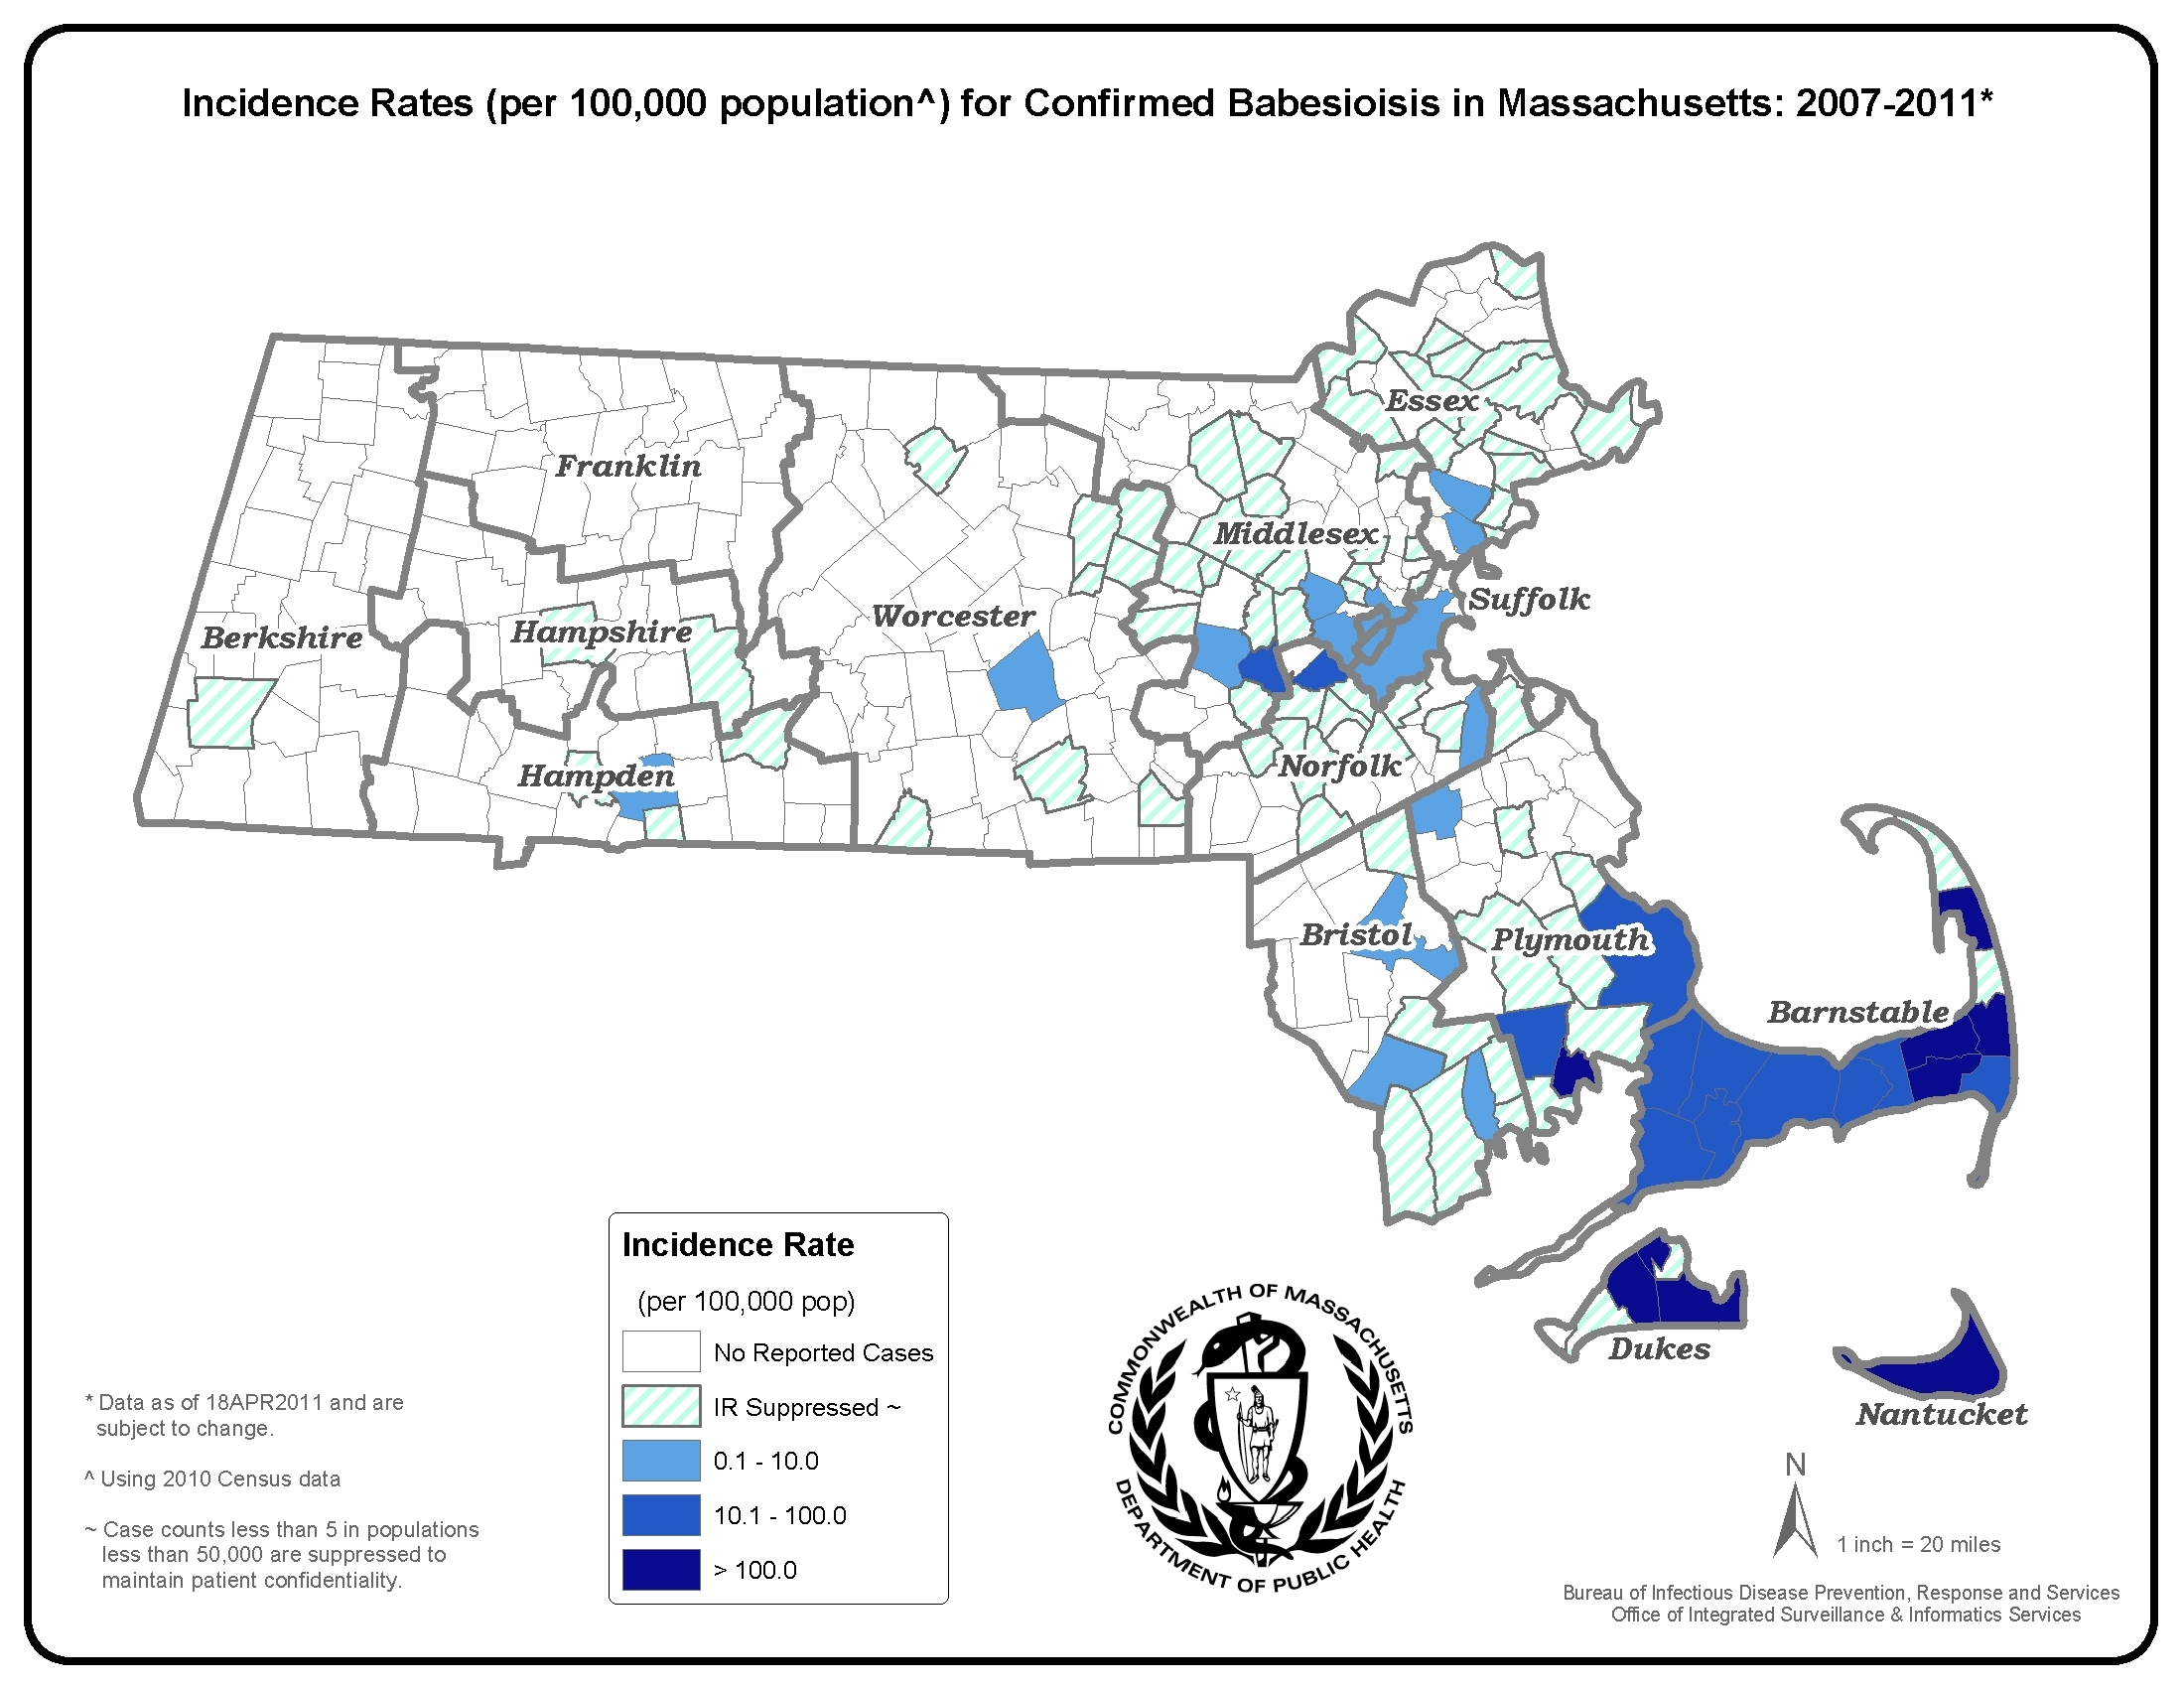 Incidence Rates (per 100,000 population^) for Confirmed Babesioisis in Massachusetts: 2007-2011*
Essex
Franklin
Middlesex
Suffolk
Worcester
Hampshire
Berkshire
Norfolk
Hampden
Bristol
Plymouth
Barnstable
Dukes
Nantucket
Incidence Rate
(per 100,000 pop)
No Reported Cases
IR Suppressed ~
0.1 - 10.0
10.1 - 100.0
> 100.0
* Data as of 18APR2011 and are
subject to change.
^ Using 2010 Census data
~ Case counts less than 5 in populations
less than 50,000 are suppressed to
maintain patient confidentiality.
COMMONWEALTH OF MASSACHUSETTS
DEPARTMENT OF PUBLIC HEALTH
N
1 inch = 20 miles
Bureau of Infectious Disease Prevention, Response and Services
Office of Integrated Surveillance & Informatics Services